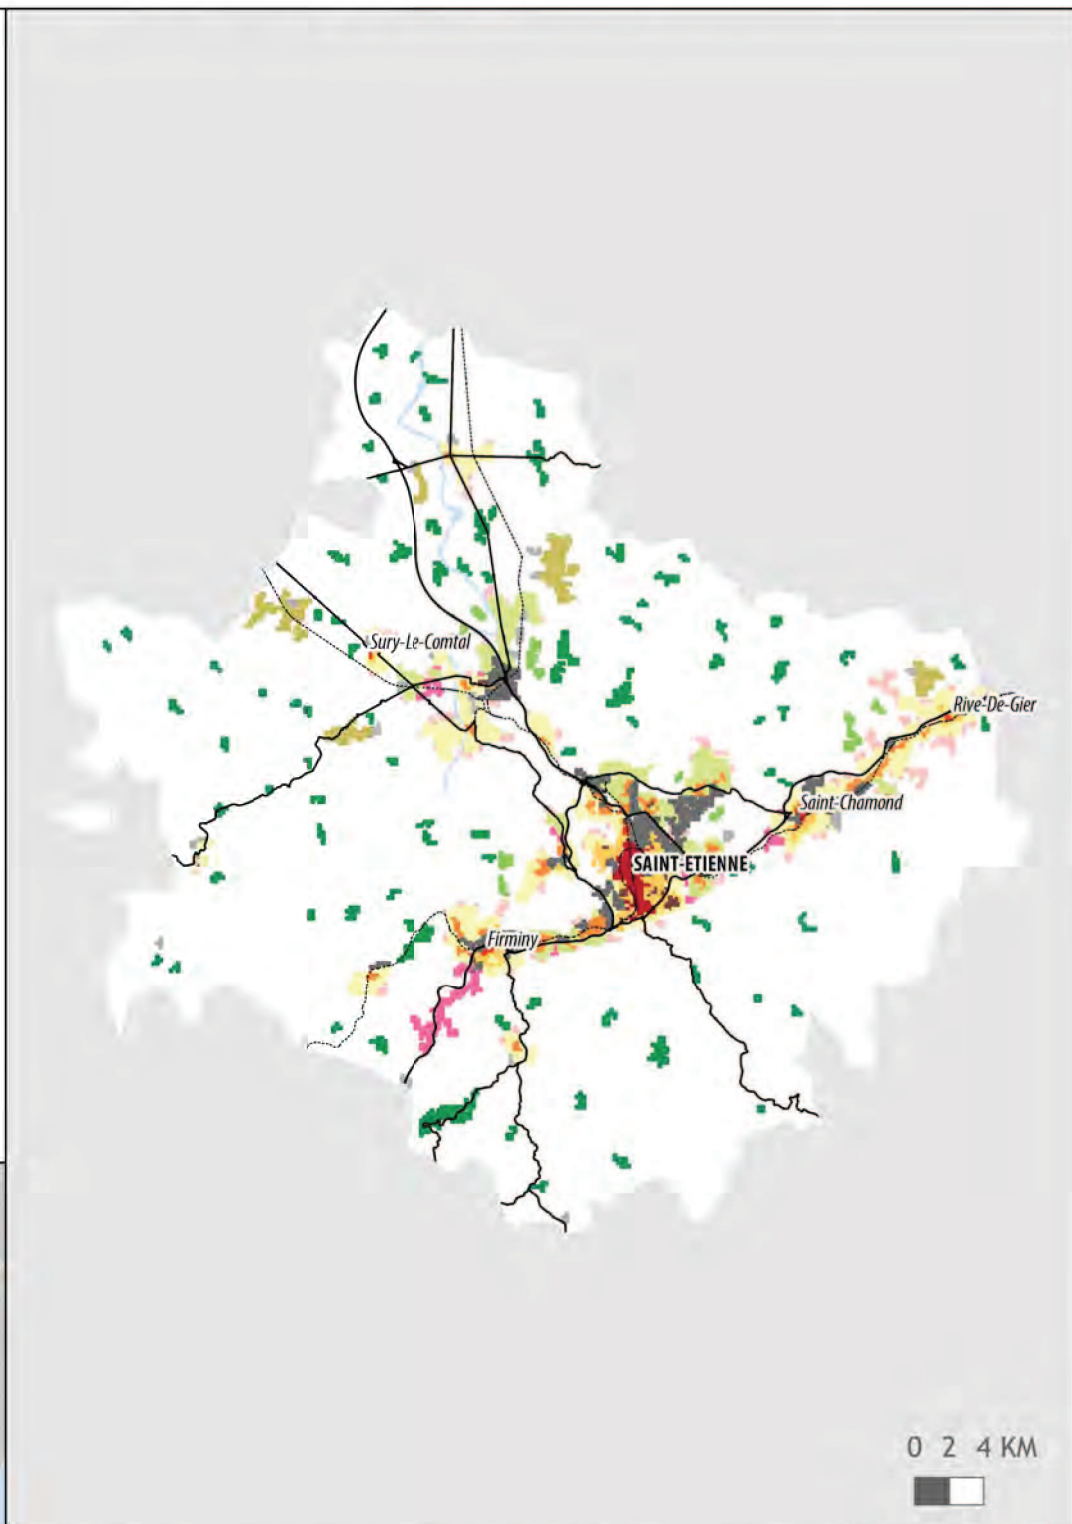 Sury-Le-Comtal
Rive-De-Gier
Saint-Chamond
SAINT-ETIENNE
Firminy
0 2 4 KM